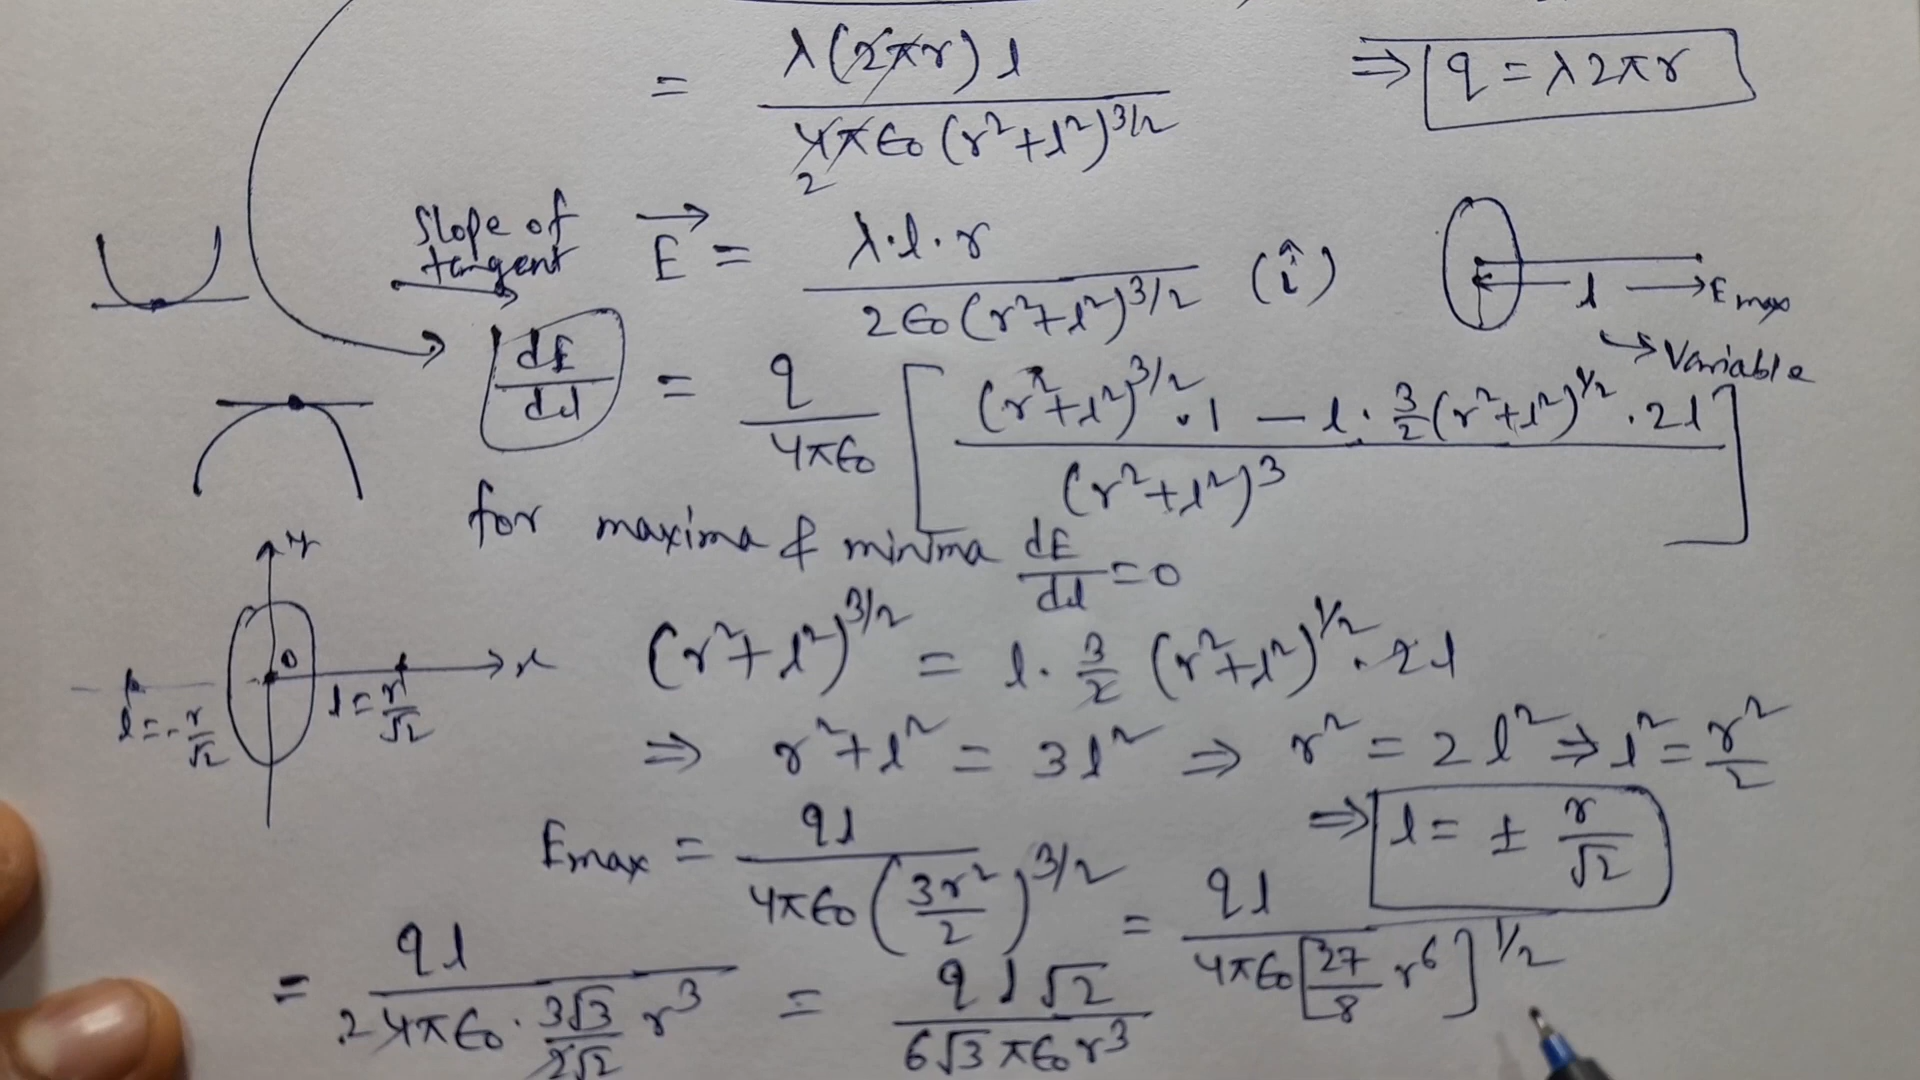 = λ(2πr) l / 4πε₀ (r²+l²)^3/2 ⇒ q = λ2πr
2
Slope of tangent
E⃗ = λ·l·r / 2ε₀(r²+l²)^3/2 (î)
l → Emax
→ Variable
dE/dl = q/4πε₀ [ (r²+l²)^3/2 · 1 − l · 3/2 (r²+l²)^1/2 · 2l / (r²+l²)³ ]
for maxima & minima dE/dl = 0
(r²+l²)^3/2 = l · 3/2 (r²+l²)^1/2 · 2l
y
0
x
l = -r/√2
l = r/√2
⇒ r²+l² = 3l² ⇒ r² = 2l² ⇒ l² = r²/2
⇒ l = ± r/√2
Emax = ql / 4πε₀ (3r²/2)^3/2 = ql / 4πε₀ [27/8 r⁶]^1/2
= ql / 2 4πε₀ · 3√3/2√2 r³ = q l √2 / 6√3 πε₀ r³